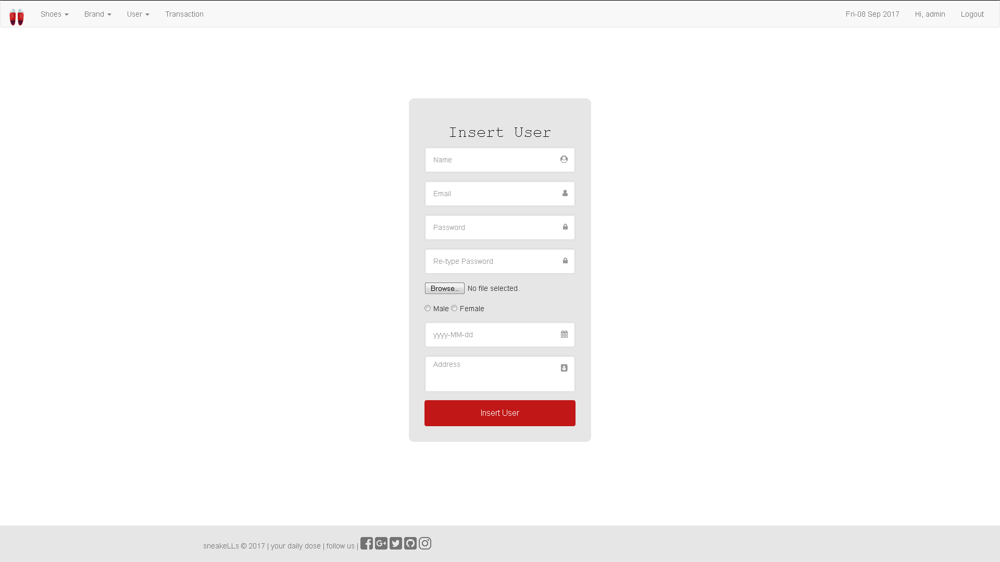 Shoes Brand User Transaction Fri-08 Sep 2017 Hi, admin Logout
Insert User
Name
Email
Password
Re-type Password
Browse... No file selected.
Male Female
yyyy-MM-dd
Address
Insert User
sneakeLLs © 2017 | your daily dose | follow us |